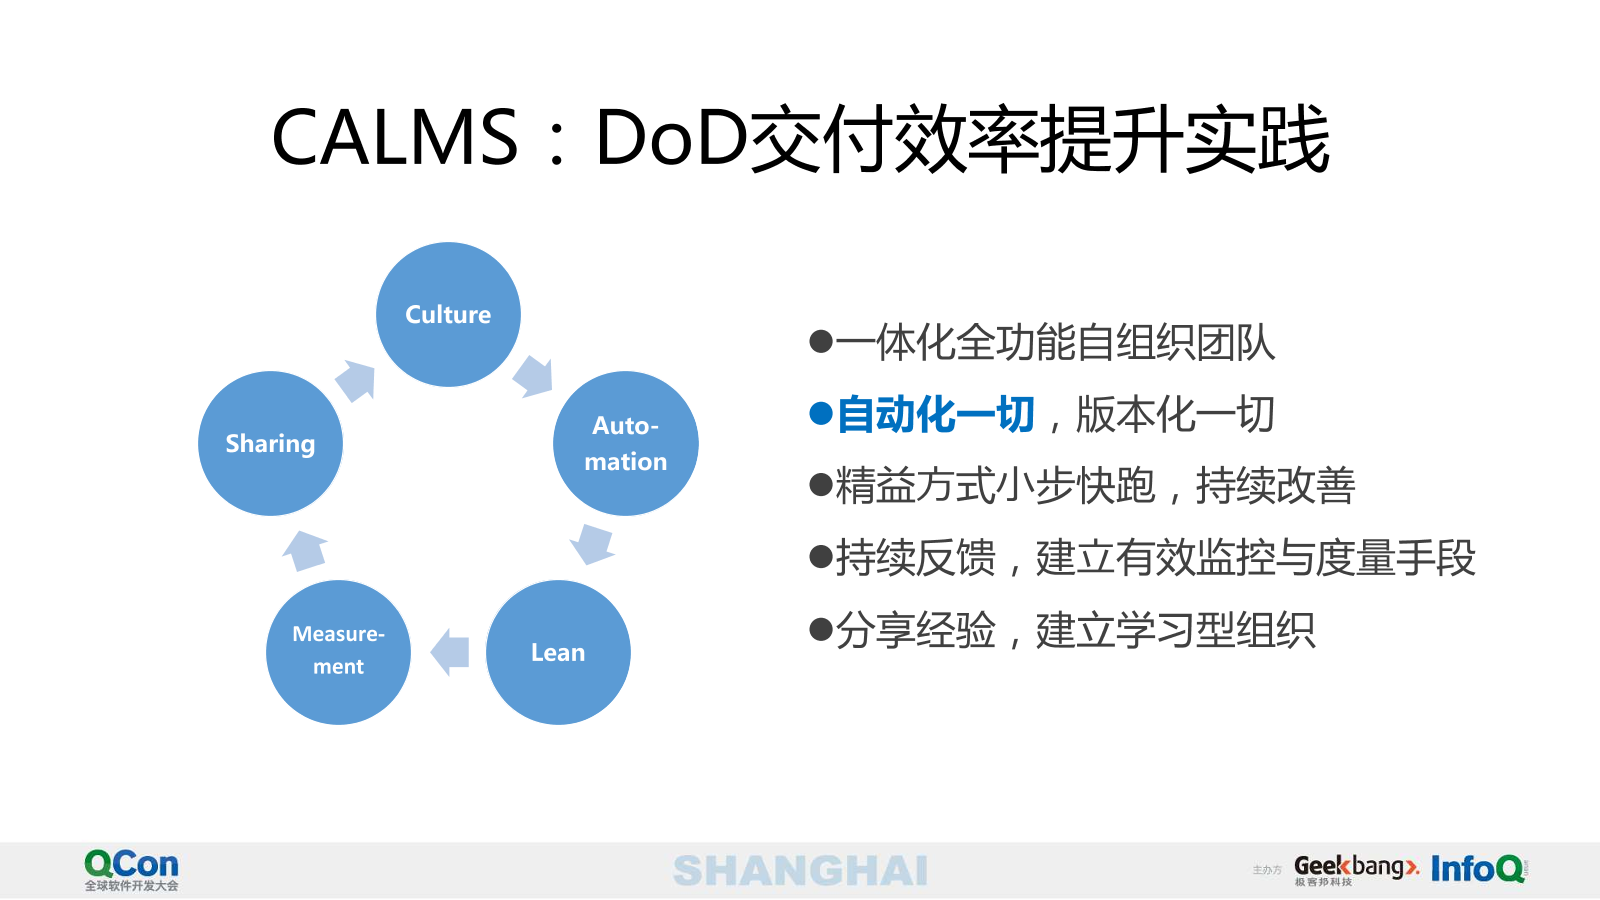 CALMS：DoD交付效率提升实践
Culture
Auto-
mation
Lean
Measure-
ment
Sharing
●一体化全功能自组织团队
●自动化一切，版本化一切
●精益方式小步快跑，持续改善
●持续反馈，建立有效监控与度量手段
●分享经验，建立学习型组织
QCon
全球软件开发大会
SHANGHAI
主办方
Geekbang>.
极客邦科技
InfoQ